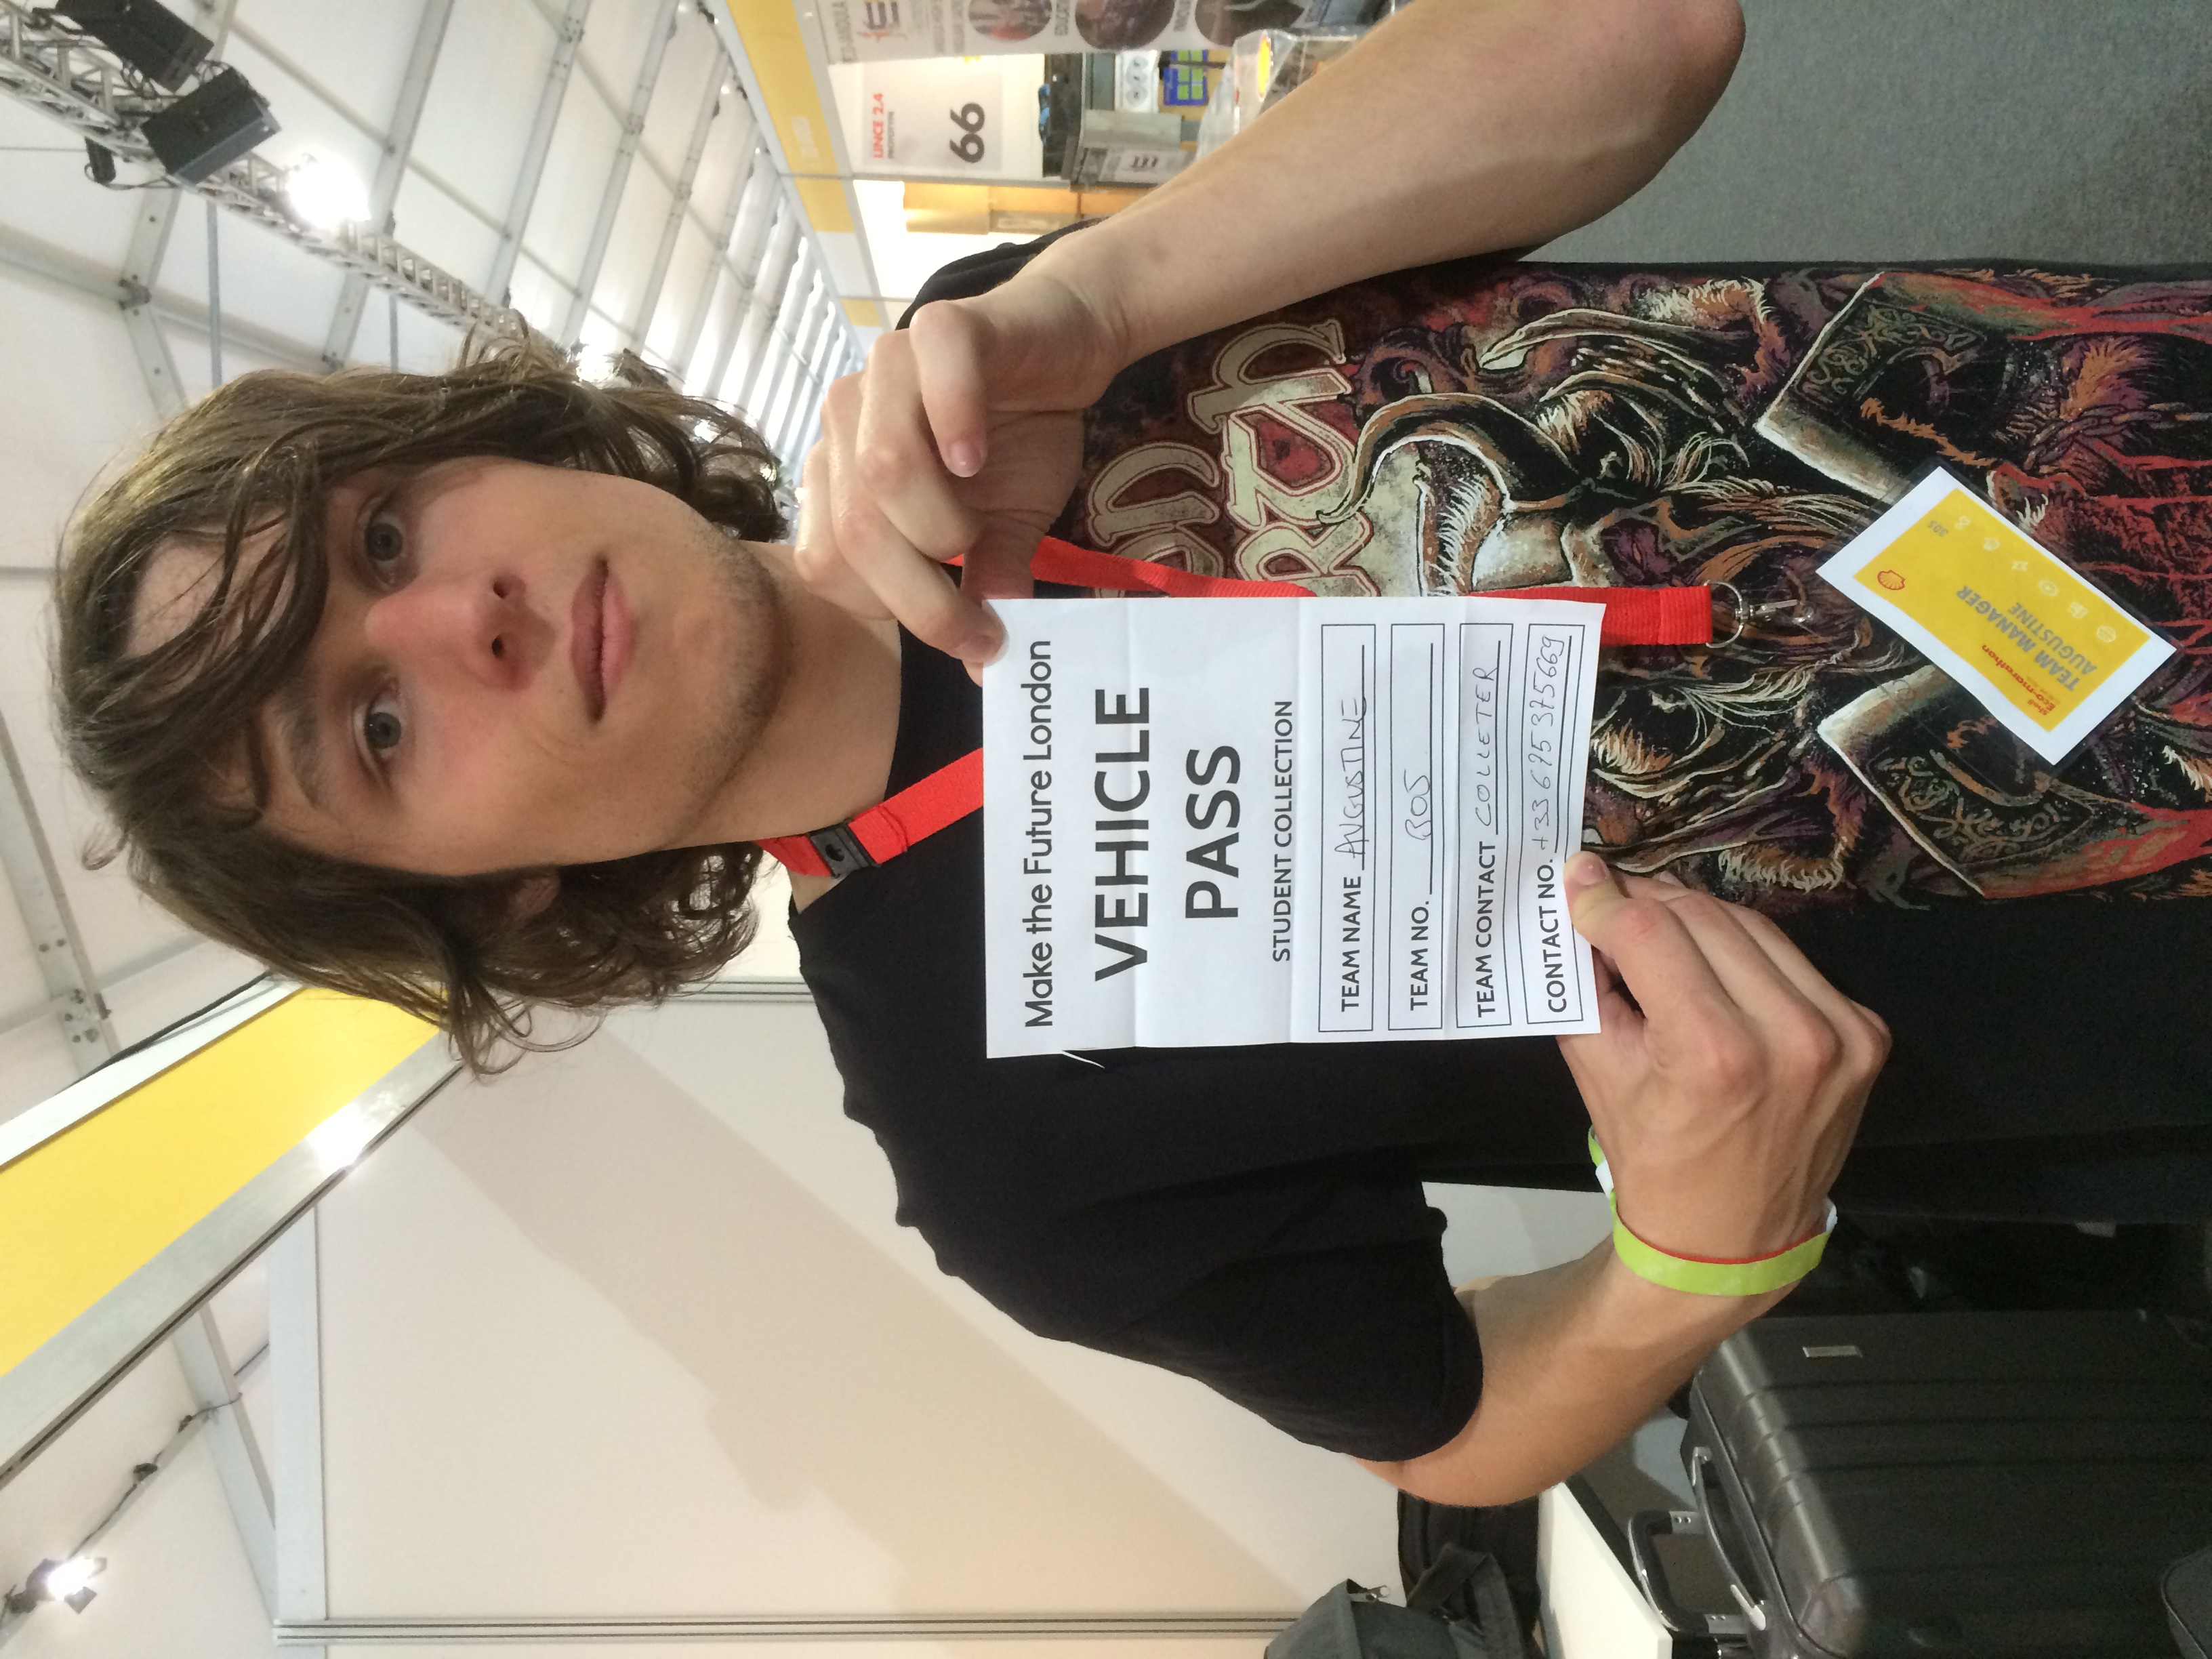 Make the Future London
VEHICLE
PASS
STUDENT COLLECTION
TEAM NAME AUGUSTINE
TEAM NO. 305
TEAM CONTACT COLLETER
CONTACT NO. +33 675 375669
LINCE 2.4
PROTOTYPE
66
Shell
Eco-marathon
TEAM MANAGER
AUGUSTINE
305